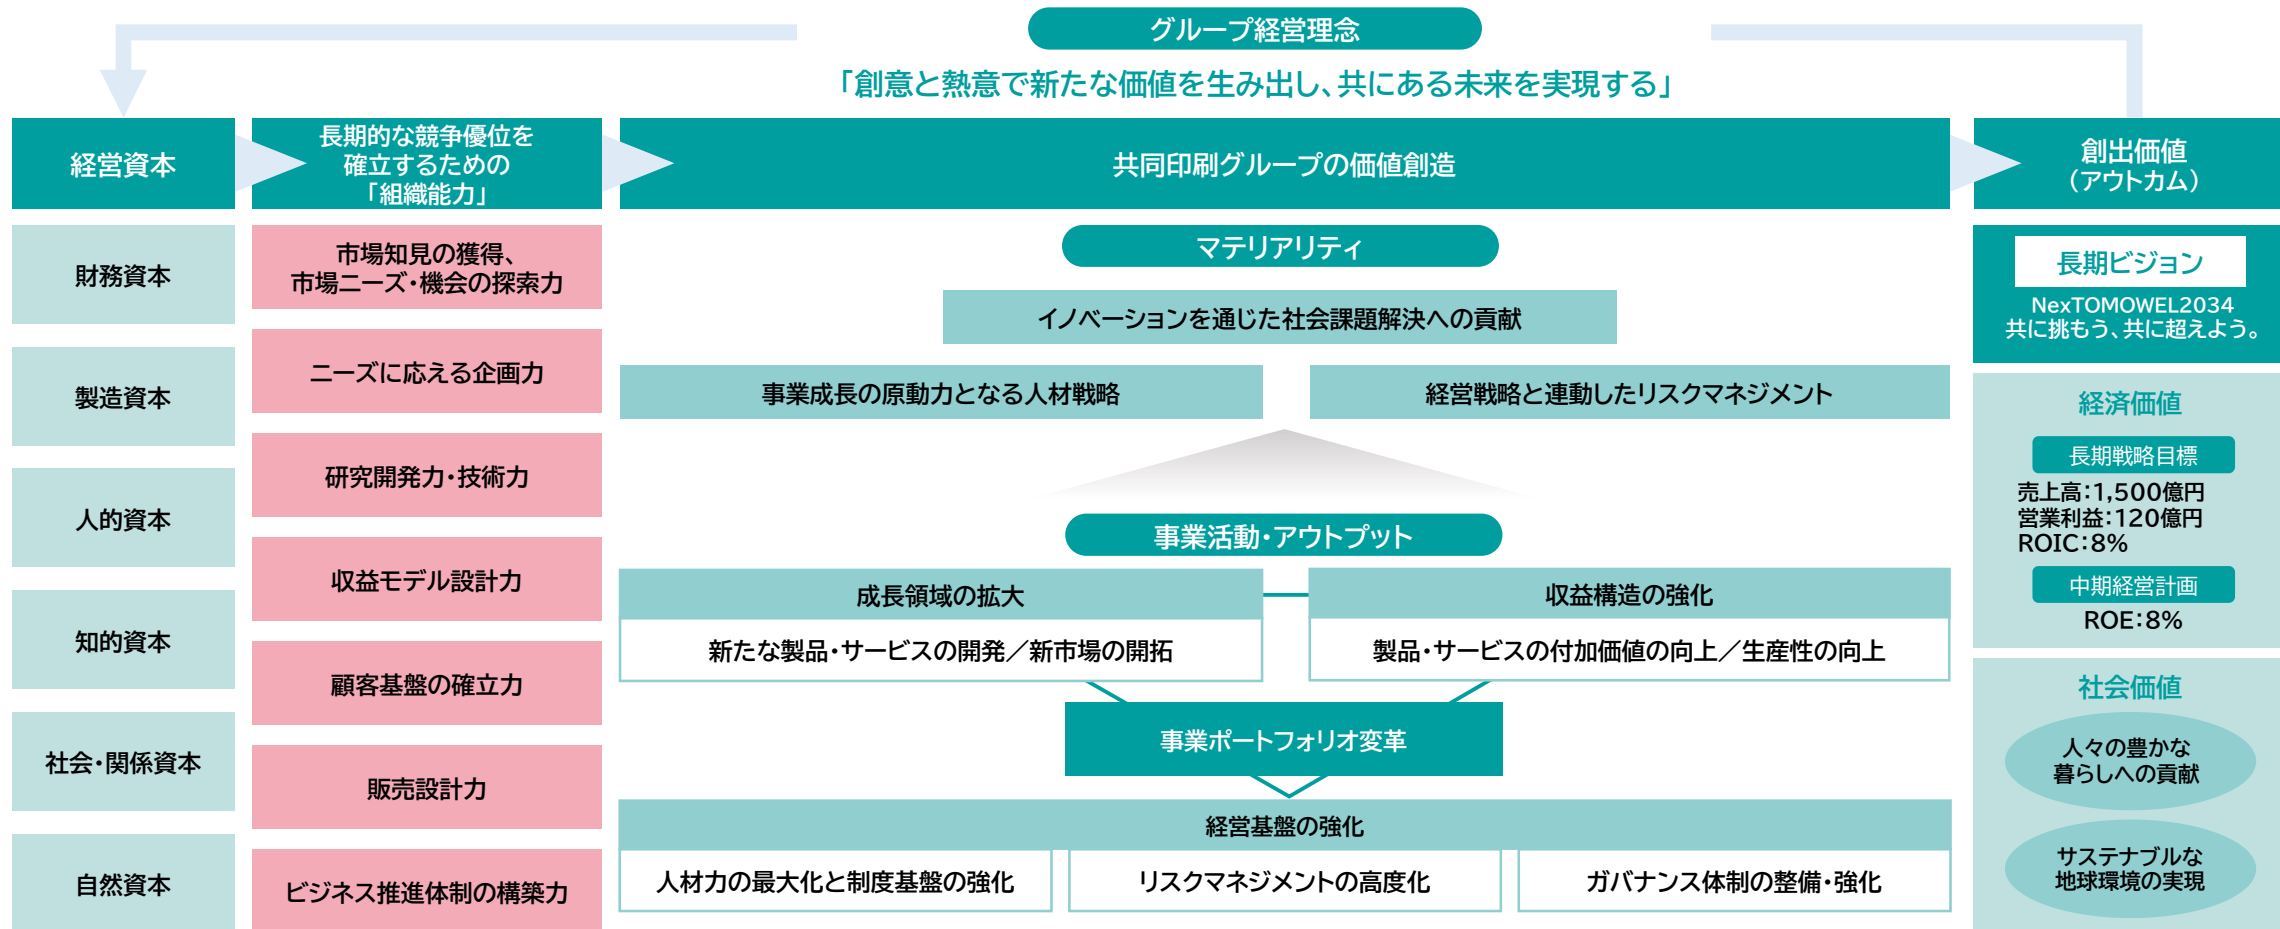 グループ経営理念
「創意と熱意で新たな価値を生み出し、共にある未来を実現する」
経営資本
財務資本
製造資本
人的資本
知的資本
社会・関係資本
自然資本
長期的な競争優位を
確立するための
「組織能力」
市場知見の獲得、
市場ニーズ・機会の探索力
ニーズに応える企画力
研究開発力・技術力
収益モデル設計力
顧客基盤の確立力
販売設計力
ビジネス推進体制の構築力
共同印刷グループの価値創造
マテリアリティ
イノベーションを通じた社会課題解決への貢献
事業成長の原動力となる人材戦略
経営戦略と連動したリスクマネジメント
事業活動・アウトプット
成長領域の拡大
新たな製品・サービスの開発／新市場の開拓
収益構造の強化
製品・サービスの付加価値の向上／生産性の向上
事業ポートフォリオ変革
経営基盤の強化
人材力の最大化と制度基盤の強化
リスクマネジメントの高度化
ガバナンス体制の整備・強化
創出価値
（アウトカム）
長期ビジョン
NexTOMOWEL2034
共に挑もう、共に超えよう。
経済価値
長期戦略目標
売上高：1,500億円
営業利益：120億円
ROIC：8%
中期経営計画
ROE：8%
社会価値
人々の豊かな
暮らしへの貢献
サステナブルな
地球環境の実現